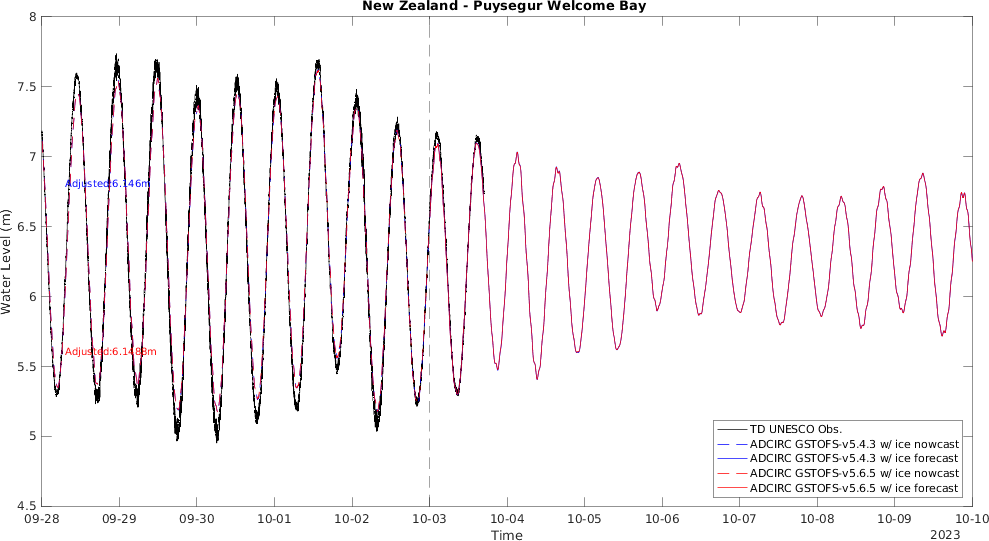 New Zealand - Puysegur Welcome Bay
8
7.5
7
6.5
6
5.5
5
4.5
Water Level (m)
Adjusted:6.146m
Adjusted:6.1483m
TD UNESCO Obs.
ADCIRC GSTOFS-v5.4.3 w/ ice nowcast
ADCIRC GSTOFS-v5.4.3 w/ ice forecast
ADCIRC GSTOFS-v5.6.5 w/ ice nowcast
ADCIRC GSTOFS-v5.6.5 w/ ice forecast
09-28 09-29 09-30 10-01 10-02 10-03 10-04 10-05 10-06 10-07 10-08 10-09 10-10
Time
2023